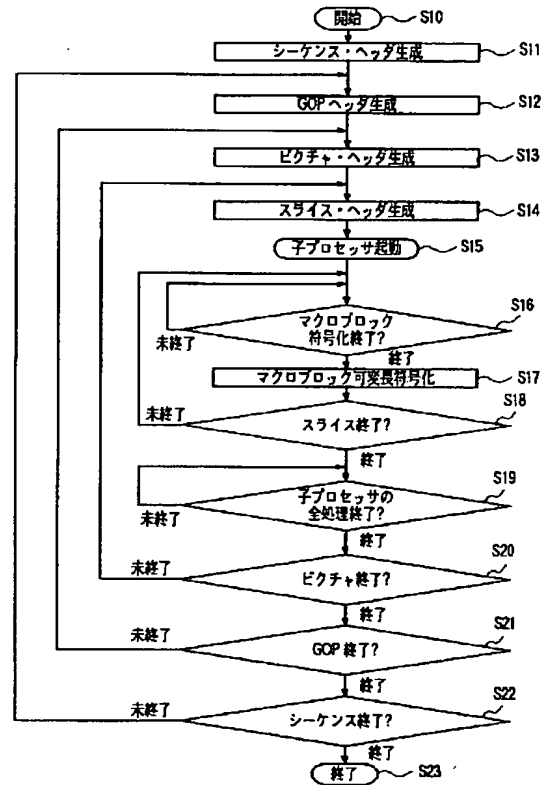 開始
S10
シーケンス・ヘッダ生成
S11
GOPヘッダ生成
S12
ピクチャ・ヘッダ生成
S13
スライス・ヘッダ生成
S14
子プロセッサ起動
S15
マクロブロック
符号化終了?
S16
未終了
終了
マクロブロック可変長符号化
S17
スライス終了?
S18
未終了
終了
子プロセッサの
全処理終了?
S19
未終了
終了
ピクチャ終了?
S20
未終了
終了
GOP 終了?
S21
未終了
終了
シーケンス終了?
S22
未終了
終了
終了
S23